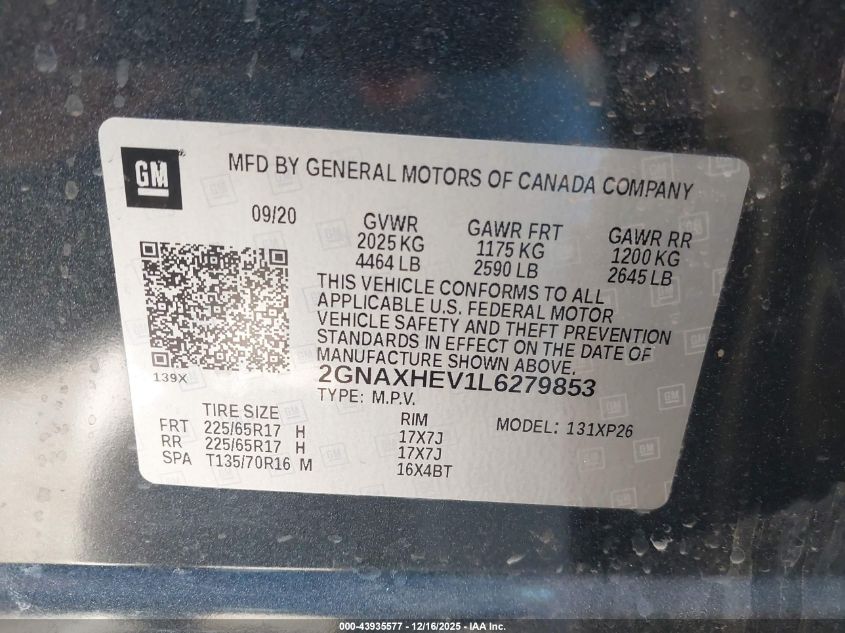 GM
MFD BY GENERAL MOTORS OF CANADA COMPANY
09/20
GVWR
2025 KG
4464 LB
GAWR FRT
1175 KG
2590 LB
GAWR RR
1200 KG
2645 LB
THIS VEHICLE CONFORMS TO ALL
APPLICABLE U.S. FEDERAL MOTOR
VEHICLE SAFETY AND THEFT PREVENTION
STANDARDS IN EFFECT ON THE DATE OF
MANUFACTURE SHOWN ABOVE.
139X
2GNAXHEV1L6279853
TYPE: M.P.V.
MODEL: 131XP26
TIRE SIZE RIM
FRT 225/65R17 H 17X7J
RR 225/65R17 H 17X7J
SPA T135/70R16 M 16X4BT
000-43935577 - 12/16/2025 - IAA Inc.